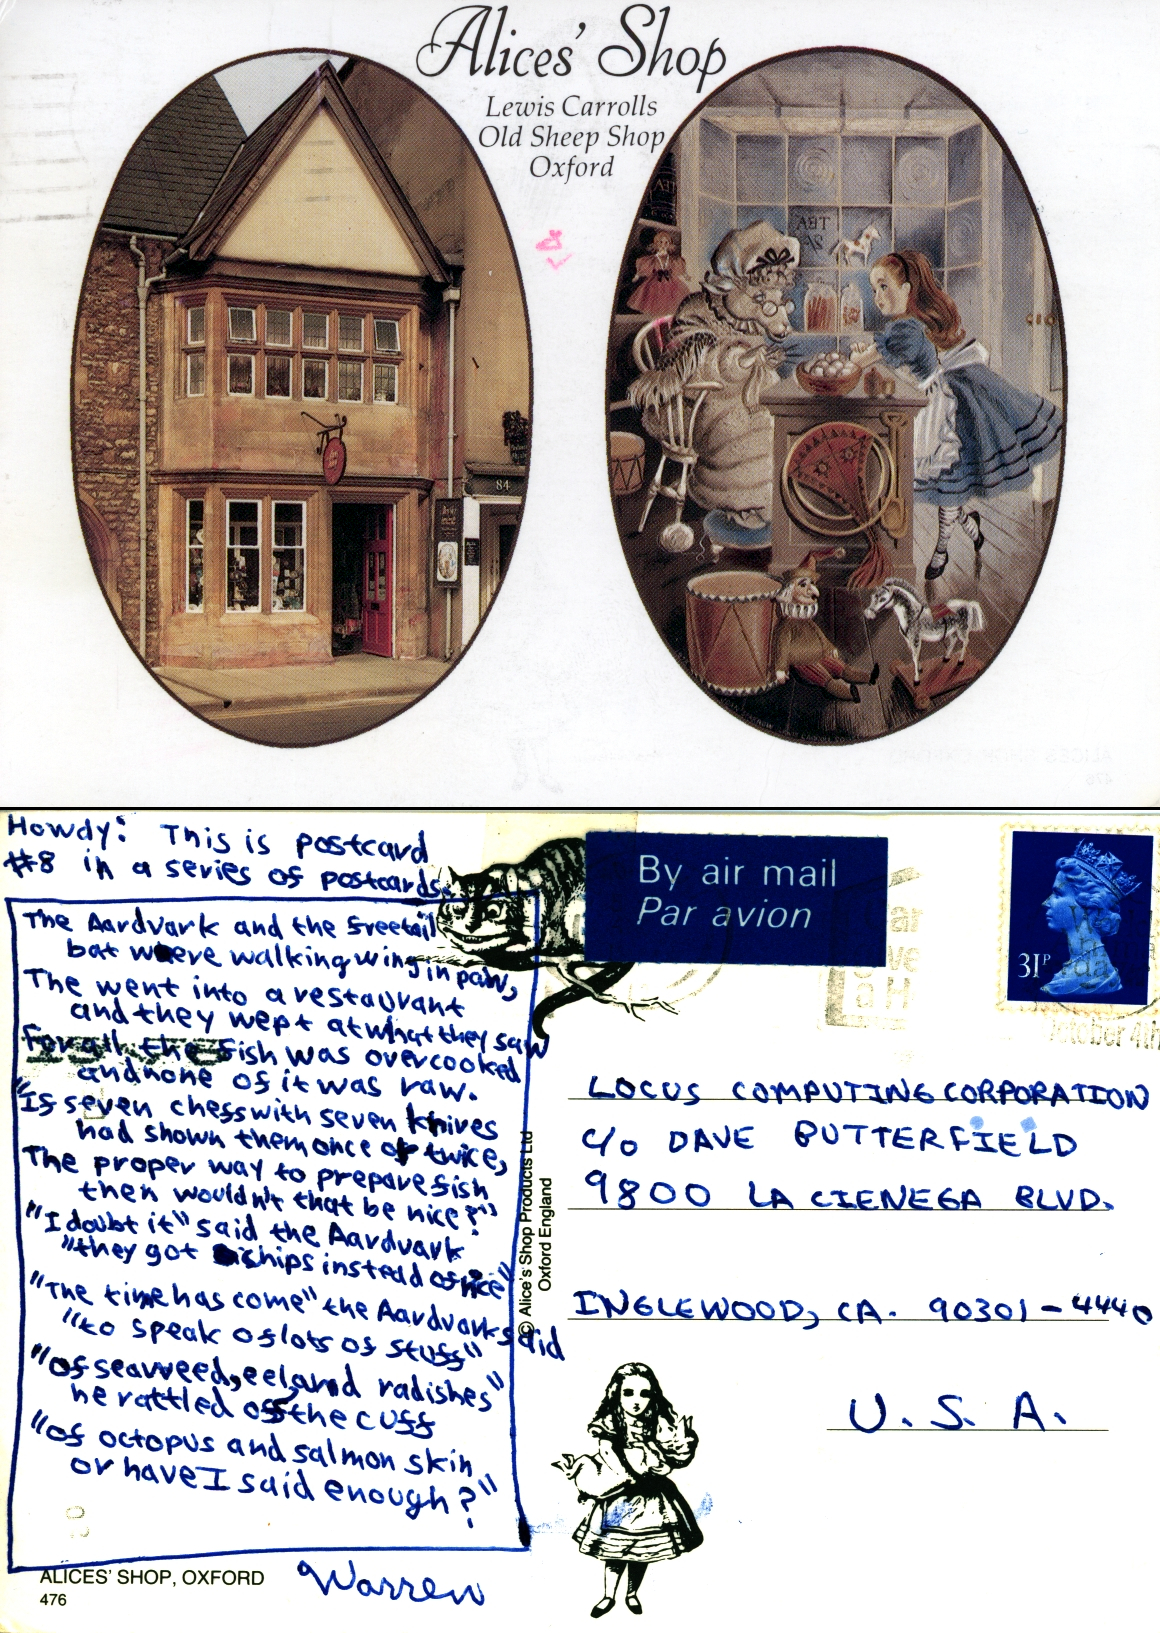 Alices' Shop
Lewis Carrolls
Old Sheep Shop
Oxford
84
Howdy: This is postcard
#8 in a series of postcards.
The Aardvark and the freetail
bat where walking wing in paw,
The went into a restaurant
and they wept at what they saw
For all the fish was overcooked
and none of it was raw.
"If seven chess with seven knives
had shown them once or twice,
The proper way to prepare fish
then wouldn't that be nice?"
"I doubt it" said the Aardvark
"they got chips instead of rice"
"The time has come" the Aardvark said
"to speak of lots of stuff"
"of seaweed, eel, and radishes"
he rattled off the cuff
"of octopus and salmon skin
or have I said enough?"
Warren
ALICES' SHOP, OXFORD
476
© Alice's Shop Products Ltd
Oxford England
By air mail
Par avion
31P
October 4th
LOCUS COMPUTING CORPORATION
c/o DAVE BUTTERFIELD
9800 LA CIENEGA BLVD.
INGLEWOOD, CA. 90301-4440
U.S.A.